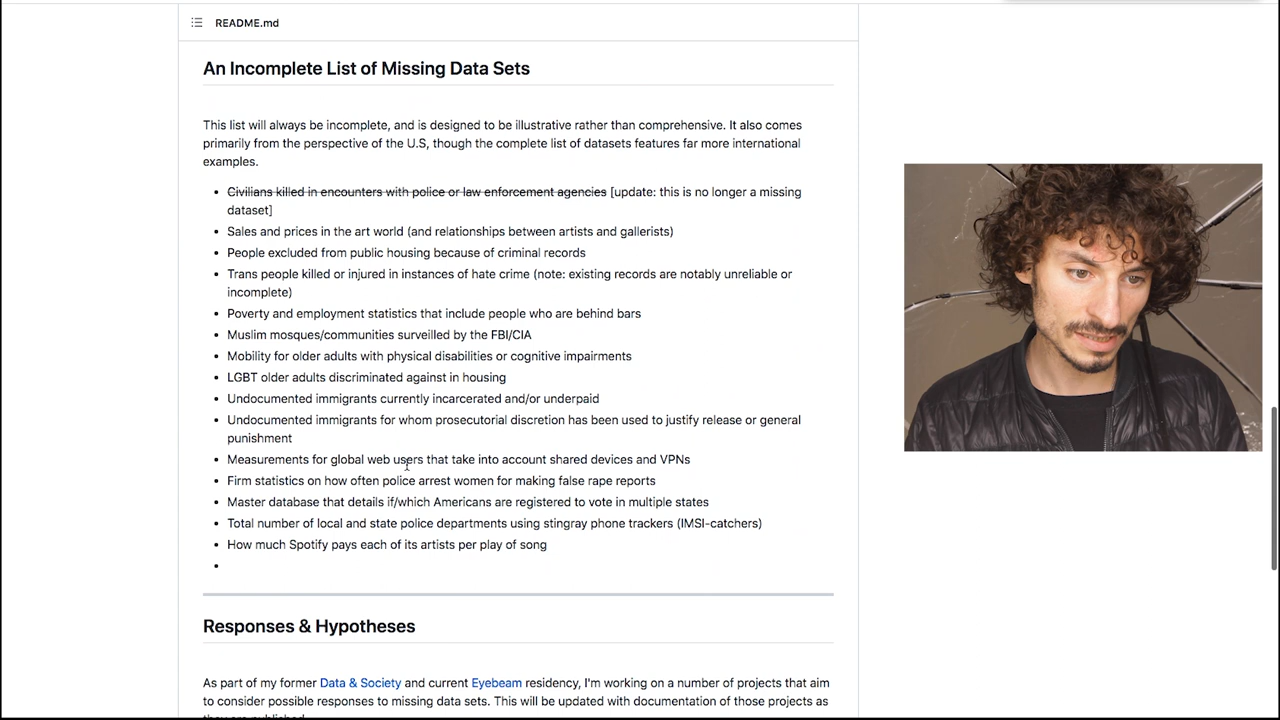 README.md
An Incomplete List of Missing Data Sets
This list will always be incomplete, and is designed to be illustrative rather than comprehensive. It also comes
primarily from the perspective of the U.S, though the complete list of datasets features far more international
examples.
Civilians killed in encounters with police or law enforcement agencies [update: this is no longer a missing
dataset]
Sales and prices in the art world (and relationships between artists and gallerists)
People excluded from public housing because of criminal records
Trans people killed or injured in instances of hate crime (note: existing records are notably unreliable or
incomplete)
Poverty and employment statistics that include people who are behind bars
Muslim mosques/communities surveilled by the FBI/CIA
Mobility for older adults with physical disabilities or cognitive impairments
LGBT older adults discriminated against in housing
Undocumented immigrants currently incarcerated and/or underpaid
Undocumented immigrants for whom prosecutorial discretion has been used to justify release or general
punishment
Measurements for global web users that take into account shared devices and VPNs
Firm statistics on how often police arrest women for making false rape reports
Master database that details if/which Americans are registered to vote in multiple states
Total number of local and state police departments using stingray phone trackers (IMSI-catchers)
How much Spotify pays each of its artists per play of song
Responses & Hypotheses
As part of my former Data & Society and current Eyebeam residency, I'm working on a number of projects that aim
to consider possible responses to missing data sets. This will be updated with documentation of those projects as
they are published.